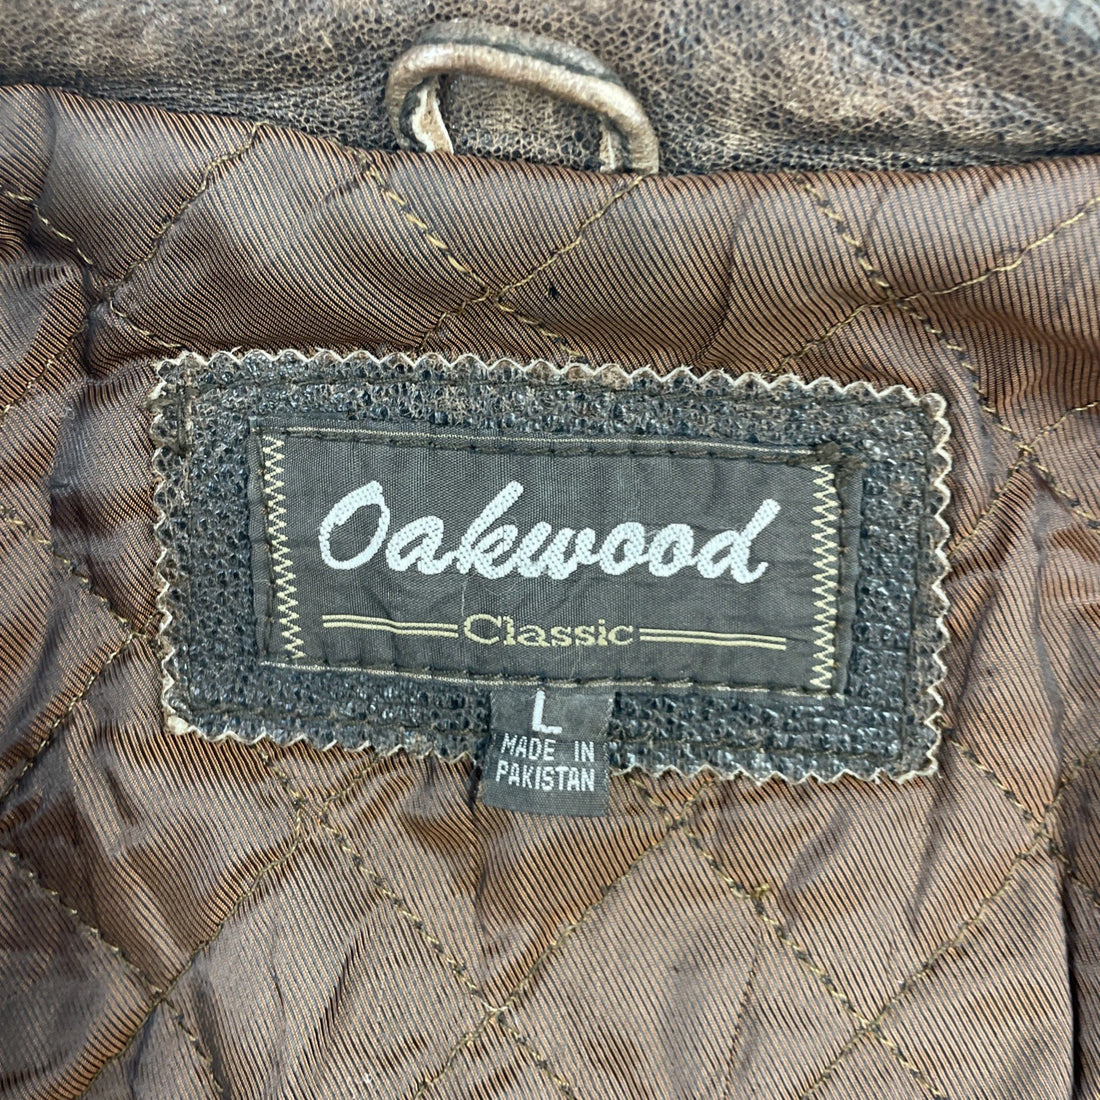 Oakwood
Classic
L
MADE IN
PAKISTAN